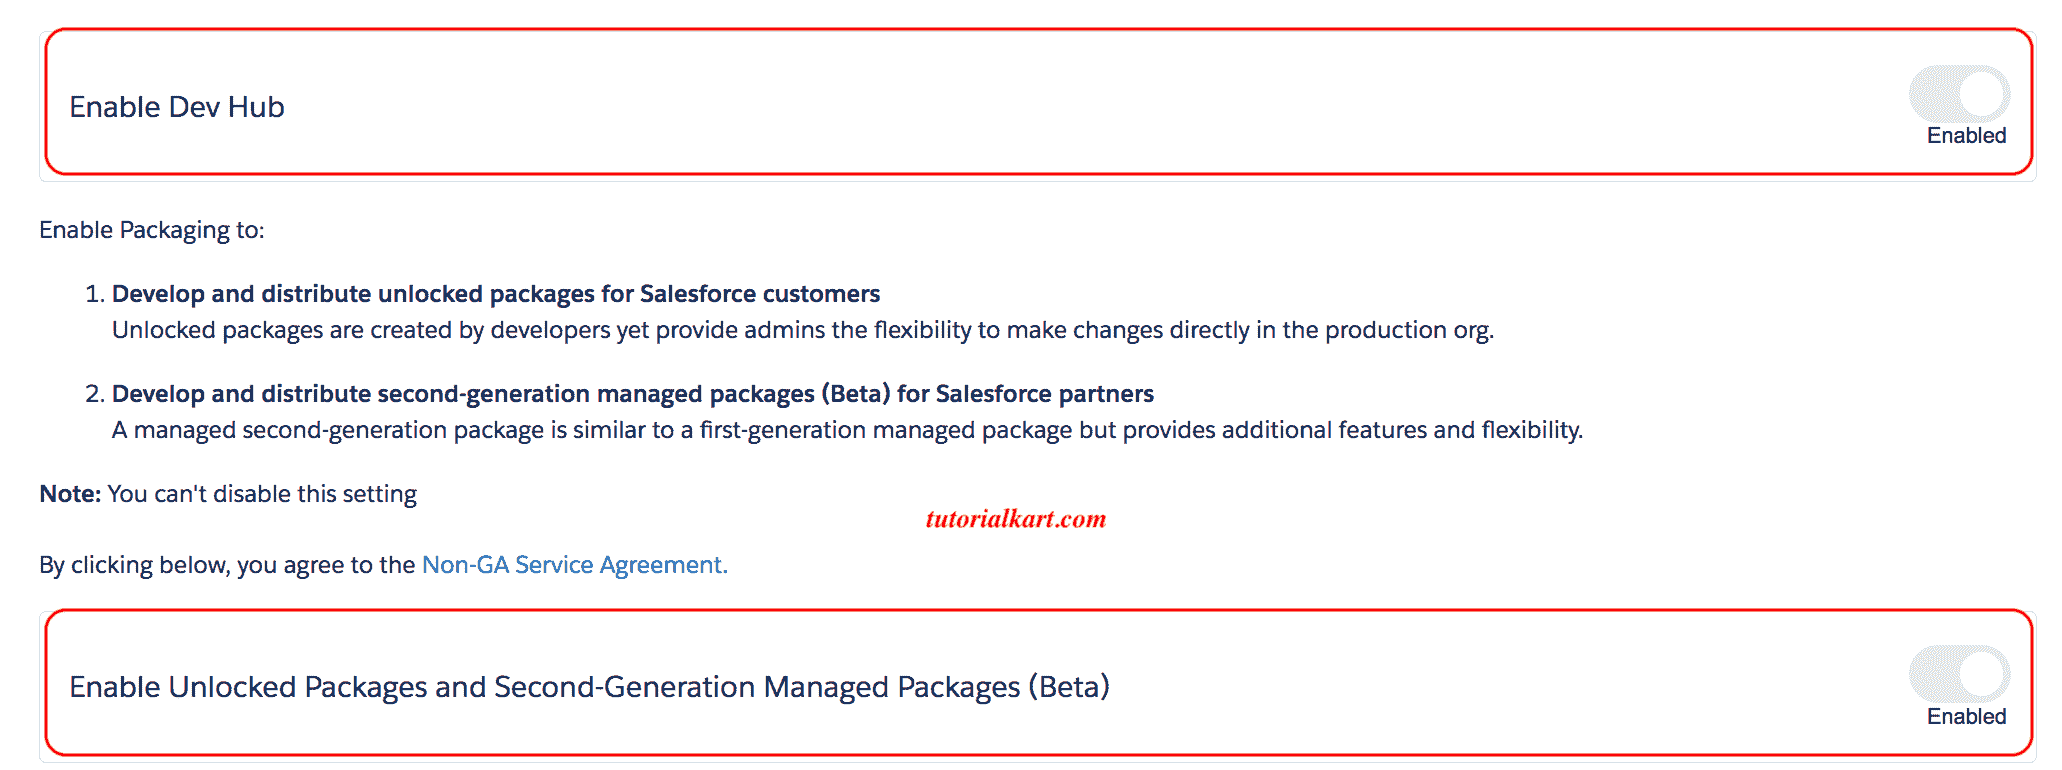 Enable Dev Hub
Enabled
Enable Packaging to:
1. Develop and distribute unlocked packages for Salesforce customers
Unlocked packages are created by developers yet provide admins the flexibility to make changes directly in the production org.
2. Develop and distribute second-generation managed packages (Beta) for Salesforce partners
A managed second-generation package is similar to a first-generation managed package but provides additional features and flexibility.
Note: You can't disable this setting
tutorialkart.com
By clicking below, you agree to the Non-GA Service Agreement.
Enable Unlocked Packages and Second-Generation Managed Packages (Beta)
Enabled